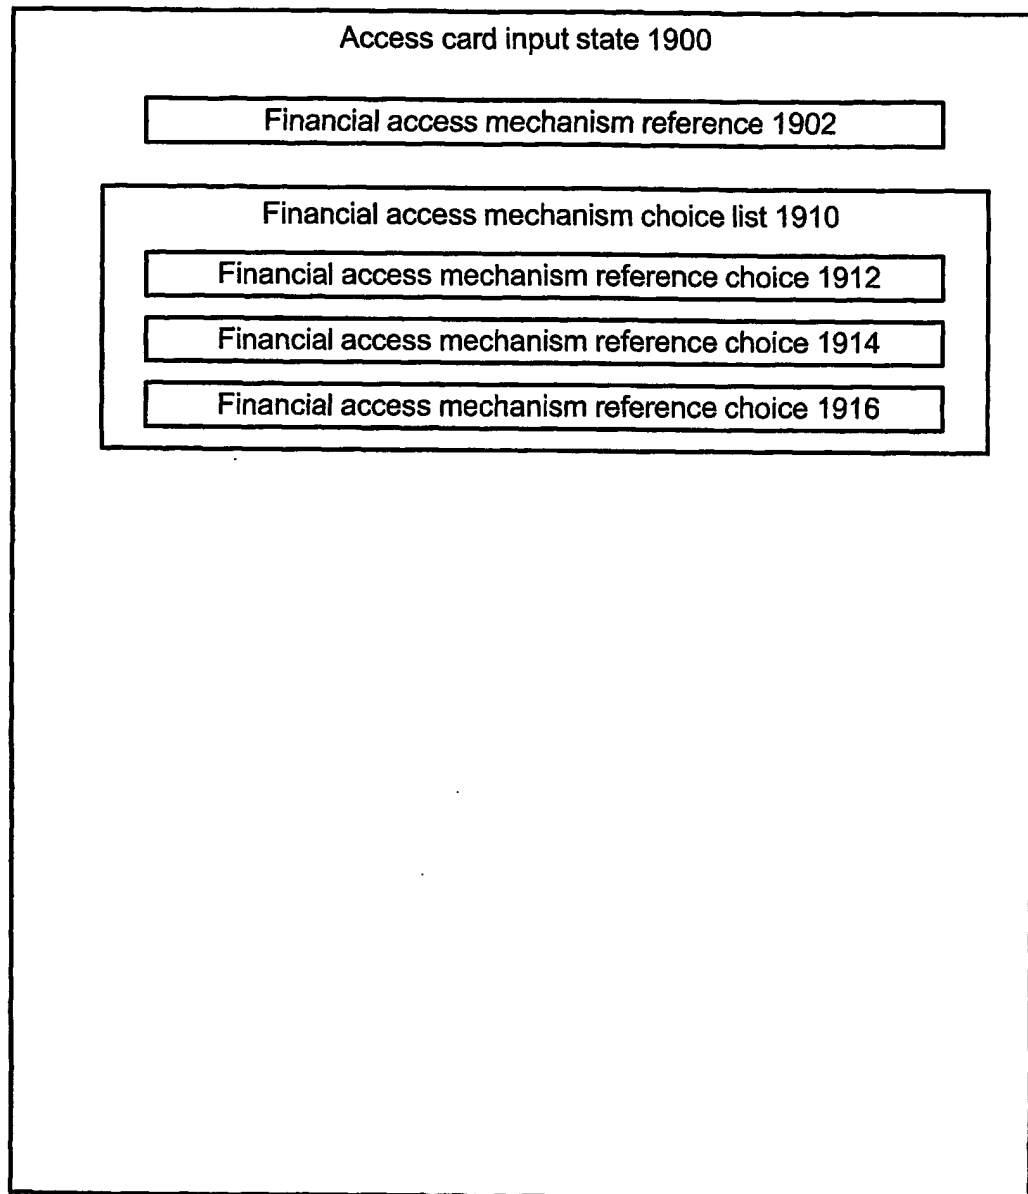 Access card input state 1900
Financial access mechanism reference 1902
Financial access mechanism choice list 1910
Financial access mechanism reference choice 1912
Financial access mechanism reference choice 1914
Financial access mechanism reference choice 1916